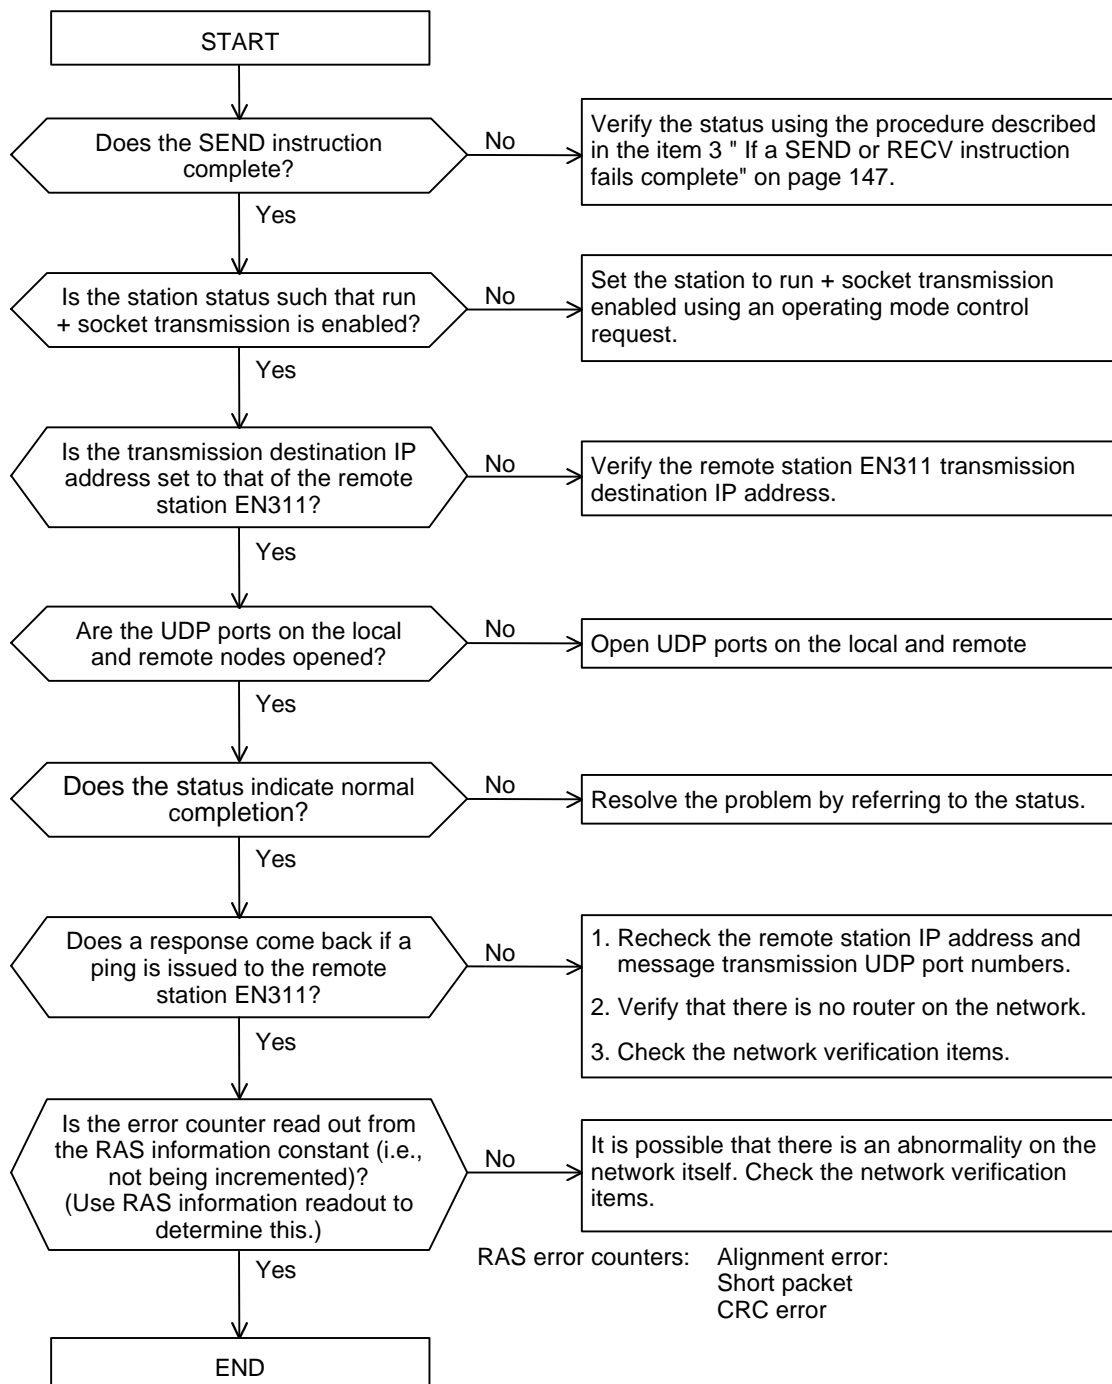 START
Does the SEND instruction
complete?
No
Verify the status using the procedure described
in the item 3 " If a SEND or RECV instruction
fails complete" on page 147.
Yes
Is the station status such that run
+ socket transmission is enabled?
No
Set the station to run + socket transmission
enabled using an operating mode control
request.
Yes
Is the transmission destination IP
address set to that of the remote
station EN311?
No
Verify the remote station EN311 transmission
destination IP address.
Yes
Are the UDP ports on the local
and remote nodes opened?
No
Open UDP ports on the local and remote
Yes
Does the status indicate normal
completion?
No
Resolve the problem by referring to the status.
Yes
Does a response come back if a
ping is issued to the remote
station EN311?
No
1. Recheck the remote station IP address and
message transmission UDP port numbers.
2. Verify that there is no router on the network.
3. Check the network verification items.
Yes
Is the error counter read out from
the RAS information constant (i.e.,
not being incremented)?
(Use RAS information readout to
determine this.)
No
It is possible that there is an abnormality on the
network itself. Check the network verification
items.
RAS error counters: Alignment error:
Short packet
CRC error
Yes
END